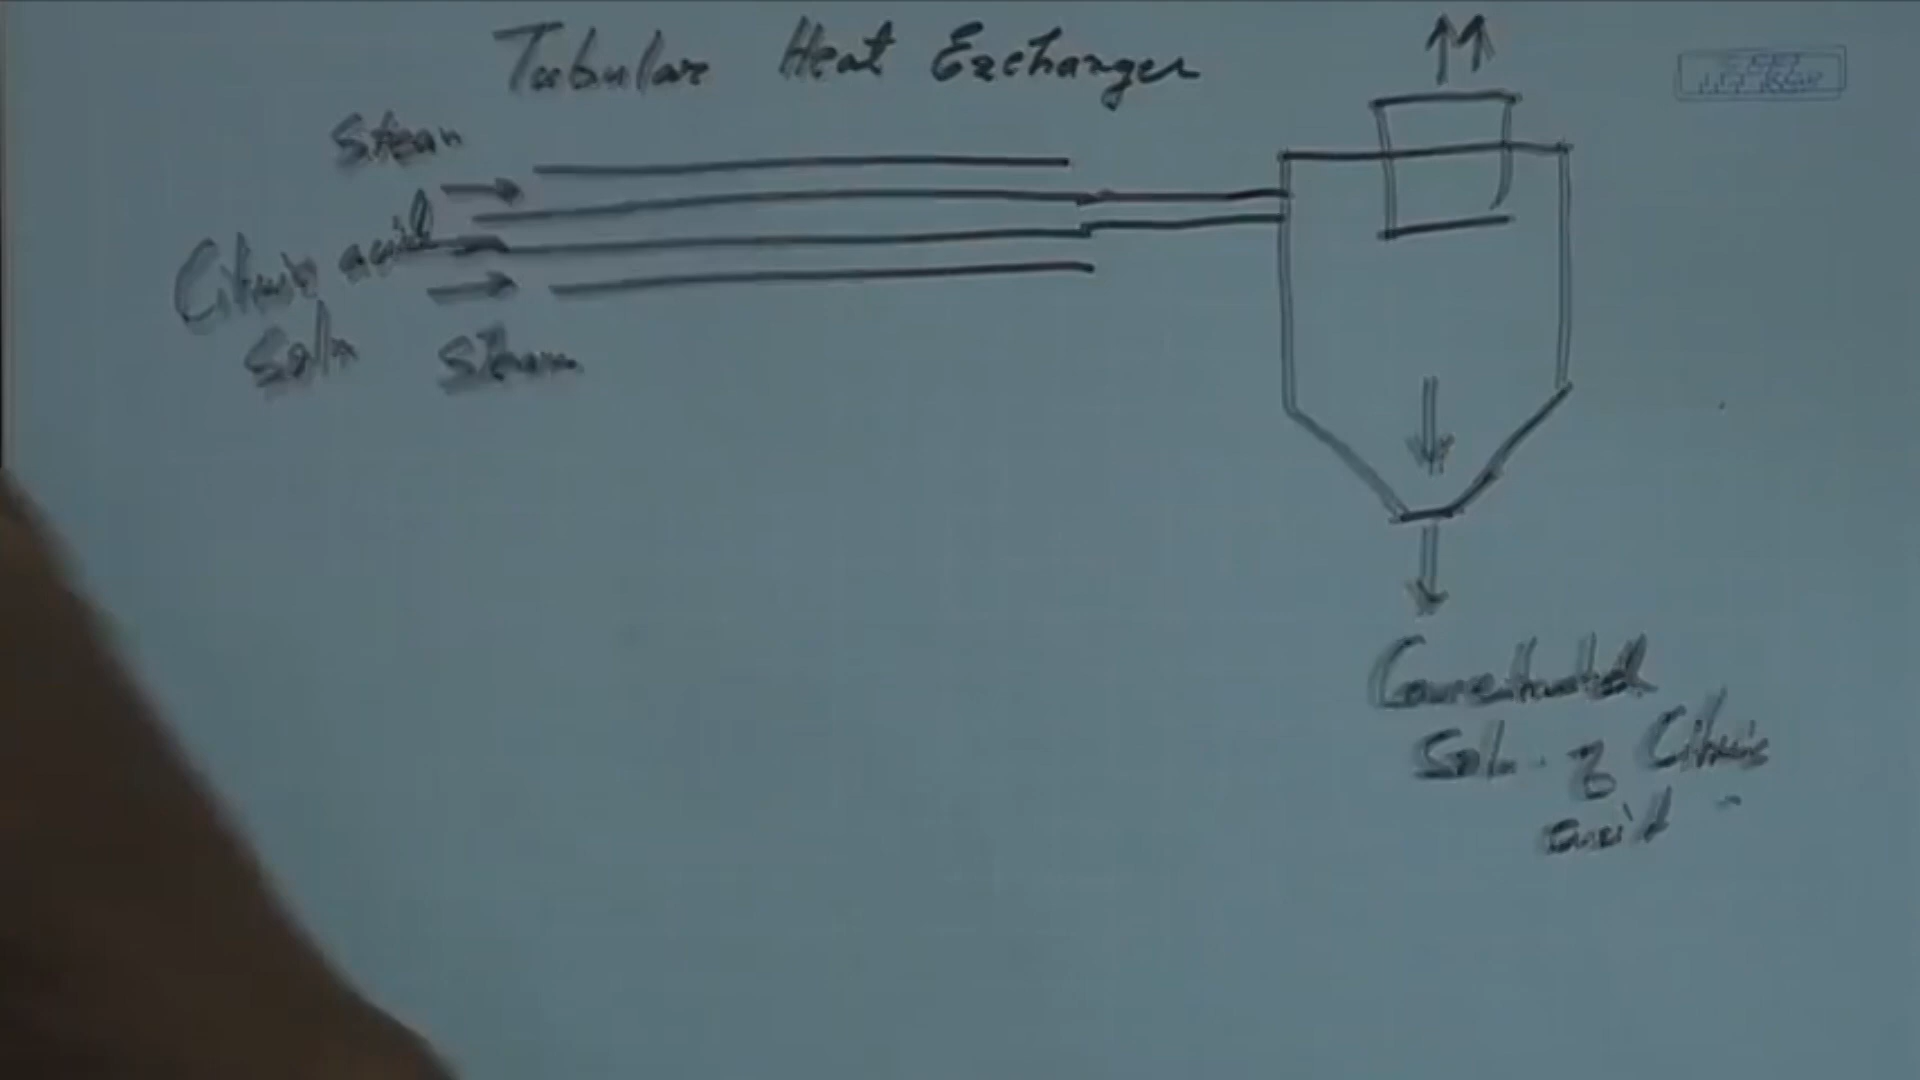 Tubular Heat Exchanger
Steam
Citric acid
Soln
Steam
Concentrated
Soln. of Citric
acid